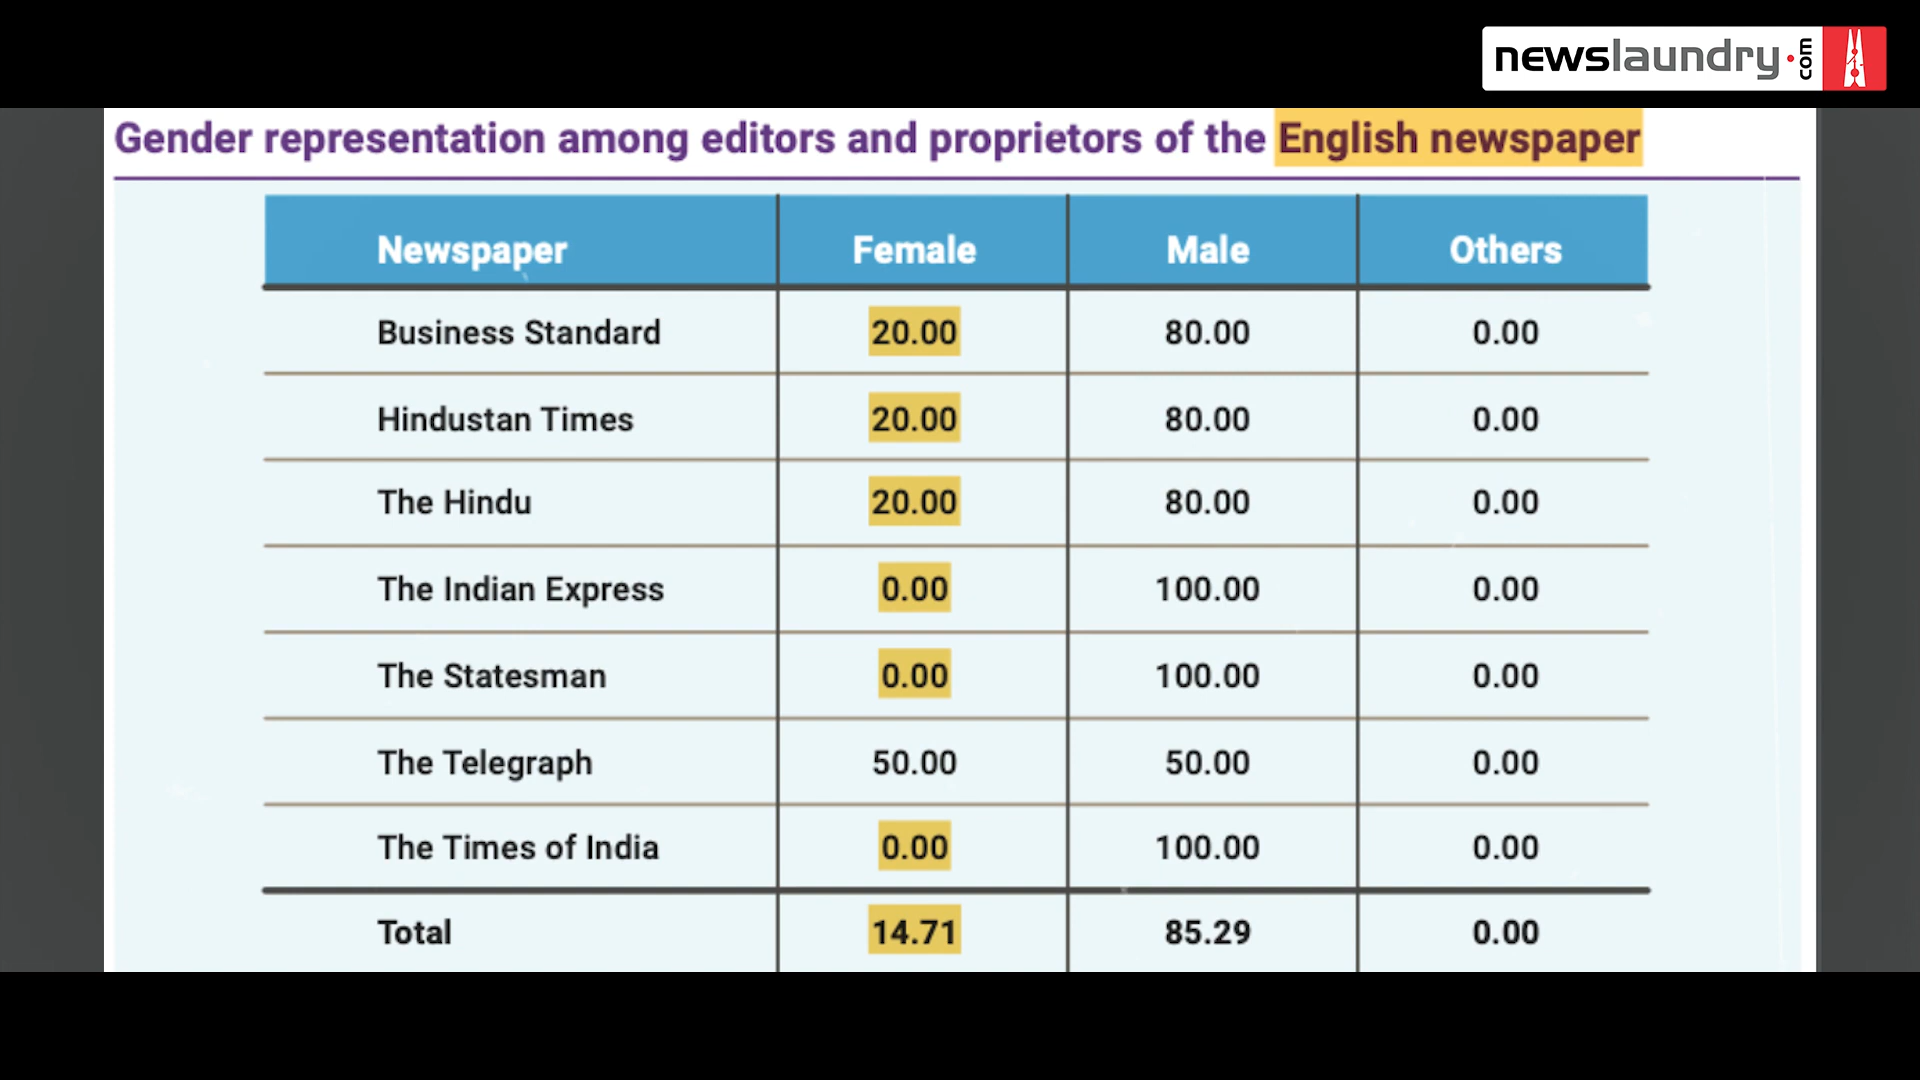 newslaundry.com
Gender representation among editors and proprietors of the English newspaper
Newspaper Female Male Others
Business Standard 20.00 80.00 0.00
Hindustan Times 20.00 80.00 0.00
The Hindu 20.00 80.00 0.00
The Indian Express 0.00 100.00 0.00
The Statesman 0.00 100.00 0.00
The Telegraph 50.00 50.00 0.00
The Times of India 0.00 100.00 0.00
Total 14.71 85.29 0.00